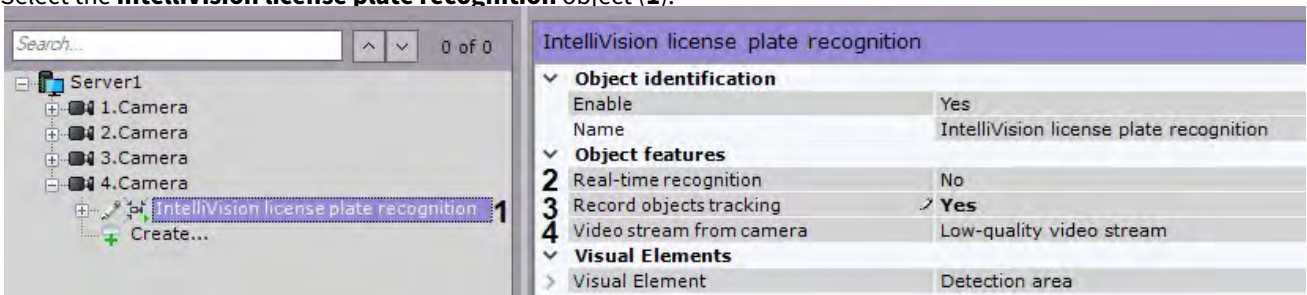 Select the IntelliVision license plate recognition object (1).
Search...
0 of 0
Server1
1.Camera
2.Camera
3.Camera
4.Camera
IntelliVision license plate recognition 1
Create...
IntelliVision license plate recognition
Object identification
Enable Yes
Name IntelliVision license plate recognition
Object features
2 Real-time recognition No
3 Record objects tracking Yes
4 Video stream from camera Low-quality video stream
Visual Elements
Visual Element Detection area